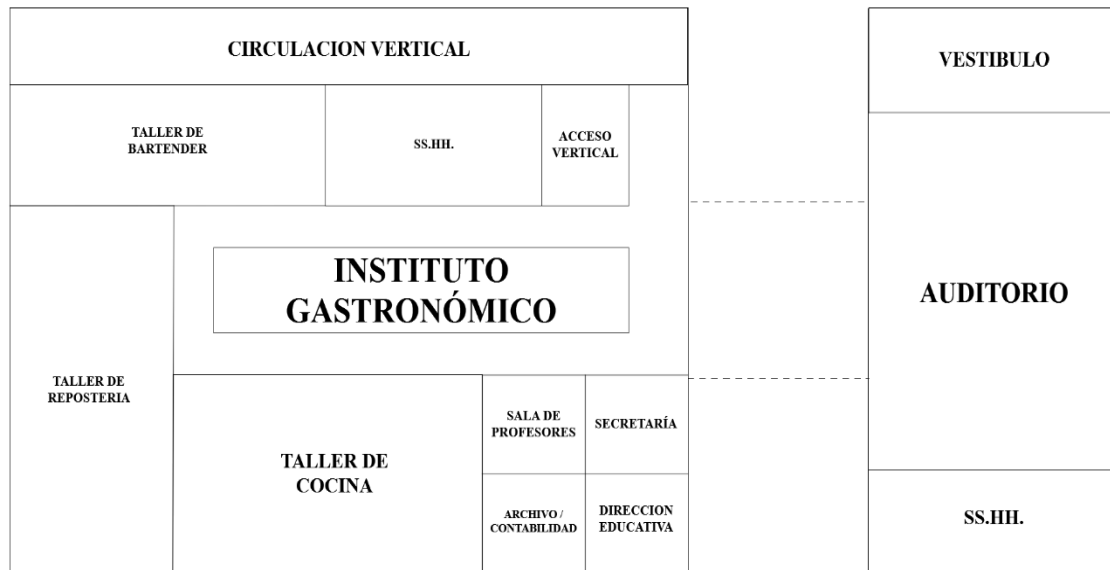 CIRCULACION VERTICAL
VESTIBULO
TALLER DE
BARTENDER
SS.HH.
ACCESO
VERTICAL
INSTITUTO
GASTRONÓMICO
AUDITORIO
TALLER DE
REPOSTERIA
TALLER DE
COCINA
SALA DE
PROFESORES
SECRETARÍA
ARCHIVO /
CONTABILIDAD
DIRECCION
EDUCATIVA
SS.HH.